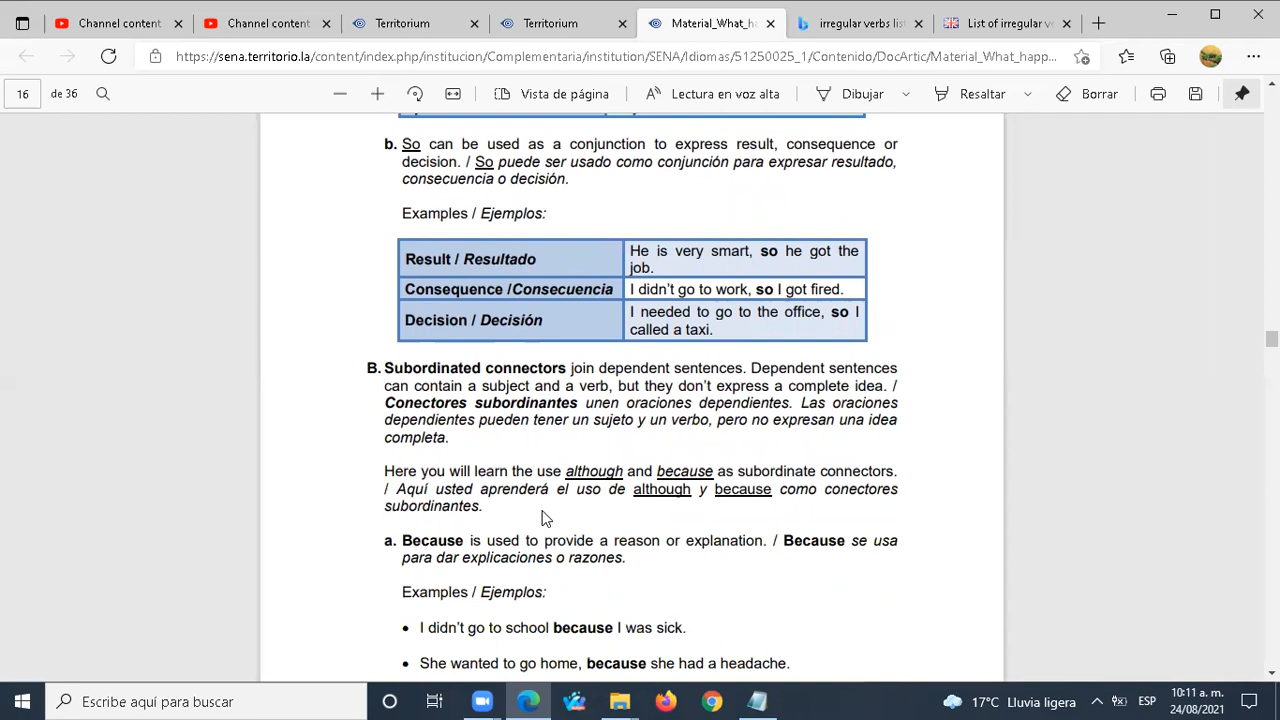 Channel content
Channel content
Territorium
Territorium
Material_What_ha
irregular verbs list
List of irregular ve
https://sena.territorio.la/content/index.php/institucion/Complementaria/institution/SENA/Idiomas/51250025_1/Contenido/DocArtic/Material_What_happ...
16 de 36
Vista de página
Lectura en voz alta
Dibujar
Resaltar
Borrar
b. So can be used as a conjunction to express result, consequence or
decision. / So puede ser usado como conjunción para expresar resultado,
consecuencia o decisión.
Examples / Ejemplos:
Result / Resultado
He is very smart, so he got the
job.
Consequence /Consecuencia
I didn't go to work, so I got fired.
Decision / Decisión
I needed to go to the office, so I
called a taxi.
B. Subordinated connectors join dependent sentences. Dependent sentences
can contain a subject and a verb, but they don't express a complete idea. /
Conectores subordinantes unen oraciones dependientes. Las oraciones
dependientes pueden tener un sujeto y un verbo, pero no expresan una idea
completa.
Here you will learn the use although and because as subordinate connectors.
/ Aquí usted aprenderá el uso de although y because como conectores
subordinantes.
a. Because is used to provide a reason or explanation. / Because se usa
para dar explicaciones o razones.
Examples / Ejemplos:
• I didn't go to school because I was sick.
• She wanted to go home, because she had a headache.
Escribe aquí para buscar
17°C Lluvia ligera
ESP
10:11 a. m.
24/08/2021